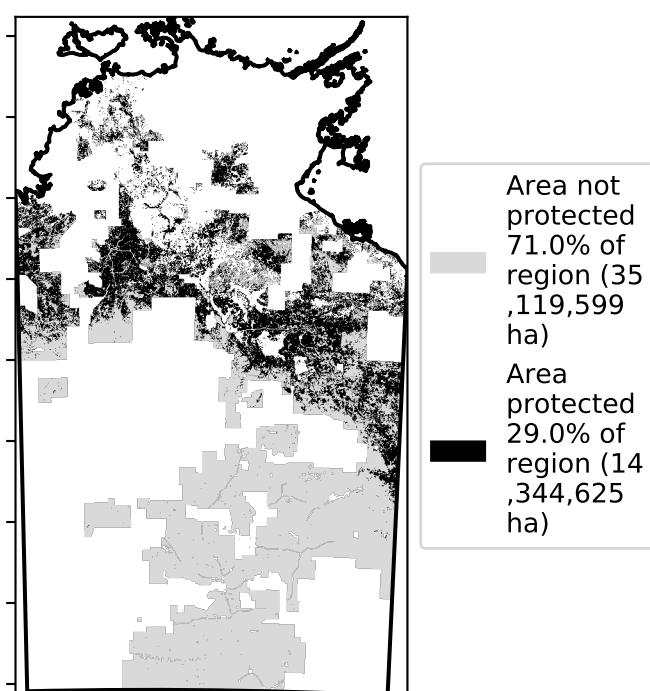 Area not
protected
71.0% of
region (35
,119,599
ha)
Area
protected
29.0% of
region (14
,344,625
ha)